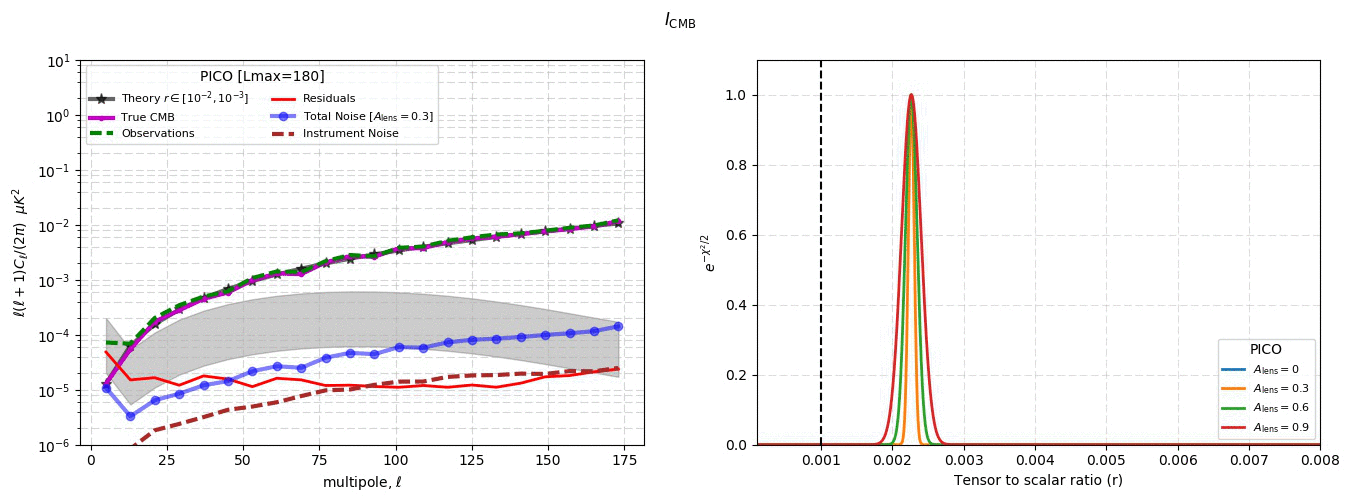 I_CMB
PICO [Lmax=180]
Theory r ∈ [10^−2, 10^−3]
True CMB
Observations
Residuals
Total Noise [A_lens = 0.3]
Instrument Noise
10^1
10^0
10^−1
10^−2
10^−3
10^−4
10^−5
10^−6
ℓ(ℓ + 1)C_ℓ/(2π) μK^2
0 25 50 75 100 125 150 175
multipole, ℓ
1.0
0.8
0.6
0.4
0.2
0.0
e^−χ^2/2
PICO
A_lens = 0
A_lens = 0.3
A_lens = 0.6
A_lens = 0.9
0.001 0.002 0.003 0.004 0.005 0.006 0.007 0.008
Tensor to scalar ratio (r)